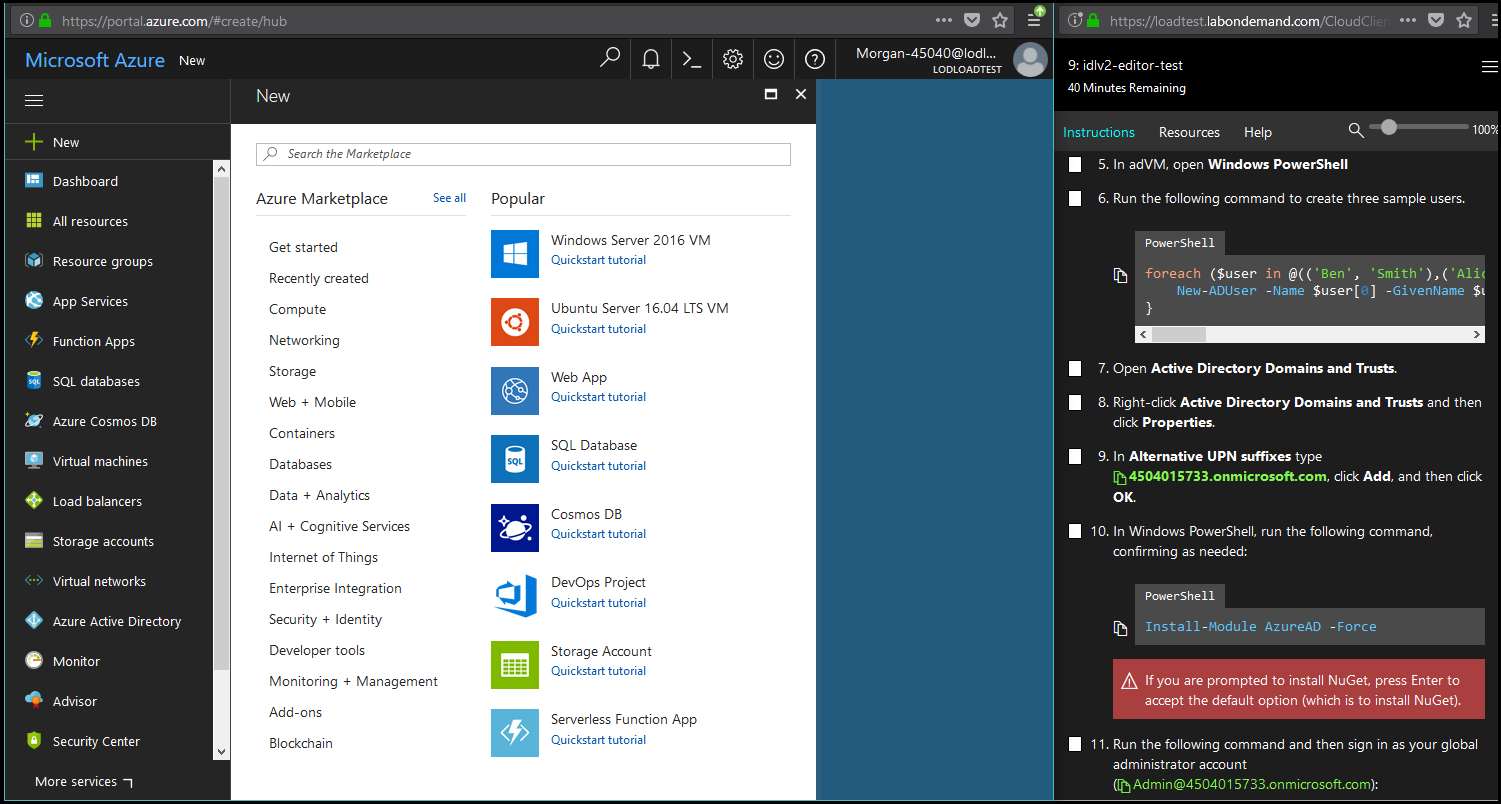 https://portal.azure.com/#create/hub
Microsoft Azure New
Morgan-45040@lodl...
LODLOADTEST
New
Dashboard
All resources
Resource groups
App Services
Function Apps
SQL databases
Azure Cosmos DB
Virtual machines
Load balancers
Storage accounts
Virtual networks
Azure Active Directory
Monitor
Advisor
Security Center
More services
New
Search the Marketplace
Azure Marketplace See all
Get started
Recently created
Compute
Networking
Storage
Web + Mobile
Containers
Databases
Data + Analytics
AI + Cognitive Services
Internet of Things
Enterprise Integration
Security + Identity
Developer tools
Monitoring + Management
Add-ons
Blockchain
Popular
Windows Server 2016 VM
Quickstart tutorial
Ubuntu Server 16.04 LTS VM
Quickstart tutorial
Web App
Quickstart tutorial
SQL
SQL Database
Quickstart tutorial
Cosmos DB
Quickstart tutorial
DevOps Project
Quickstart tutorial
Storage Account
Quickstart tutorial
Serverless Function App
Quickstart tutorial
https://loadtest.labondemand.com/CloudClien
9: idlv2-editor-test
40 Minutes Remaining
Instructions Resources Help 100%
5. In adVM, open Windows PowerShell
6. Run the following command to create three sample users.
PowerShell
foreach ($user in @(('Ben', 'Smith'),('Alic
New-ADUser -Name $user[0] -GivenName $u
}
7. Open Active Directory Domains and Trusts.
8. Right-click Active Directory Domains and Trusts and then
click Properties.
9. In Alternative UPN suffixes type
4504015733.onmicrosoft.com, click Add, and then click
OK.
10. In Windows PowerShell, run the following command,
confirming as needed:
PowerShell
Install-Module AzureAD -Force
If you are prompted to install NuGet, press Enter to
accept the default option (which is to install NuGet).
11. Run the following command and then sign in as your global
administrator account
(Admin@4504015733.onmicrosoft.com):